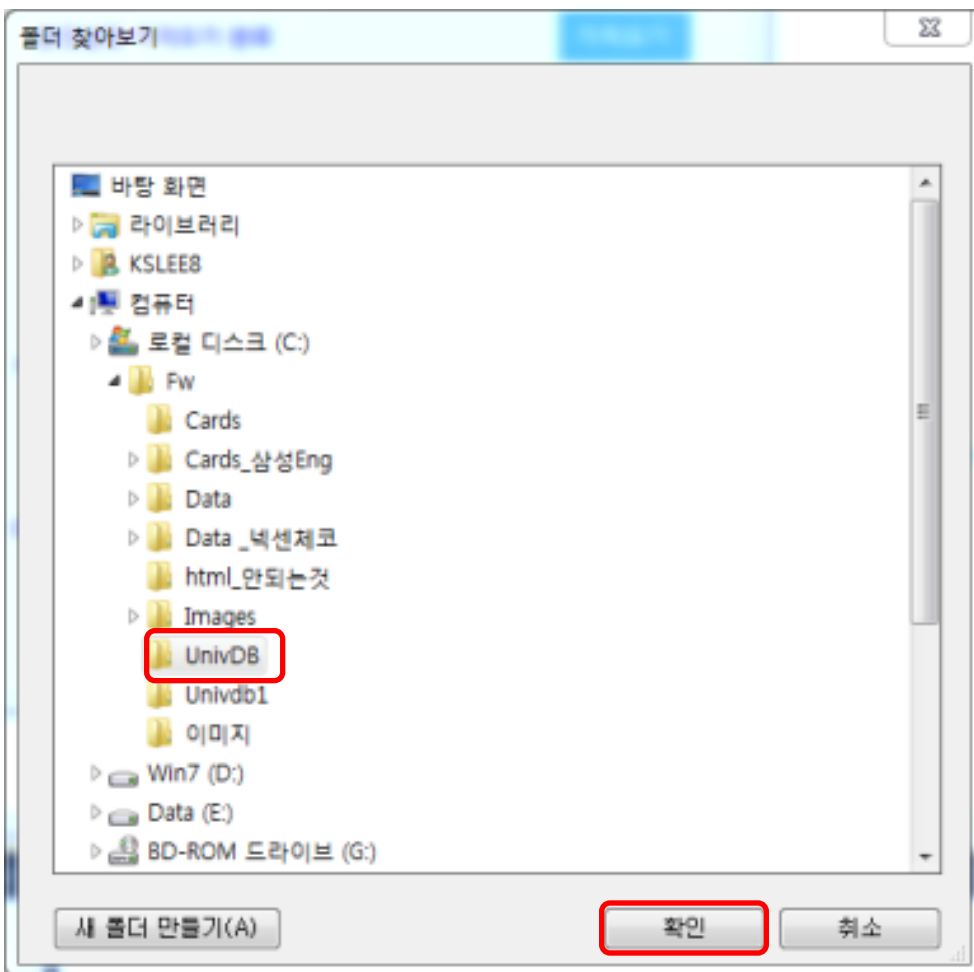 폴더 찾아보기
바탕 화면
라이브러리
KSLEE8
컴퓨터
로컬 디스크 (C:)
Fw
Cards
Cards_삼성Eng
Data
Data _넥센체코
html_안되는것
Images
UnivDB
Univdb1
이미지
Win7 (D:)
Data (E:)
BD-ROM 드라이브 (G:)
새 폴더 만들기(A)
확인
취소